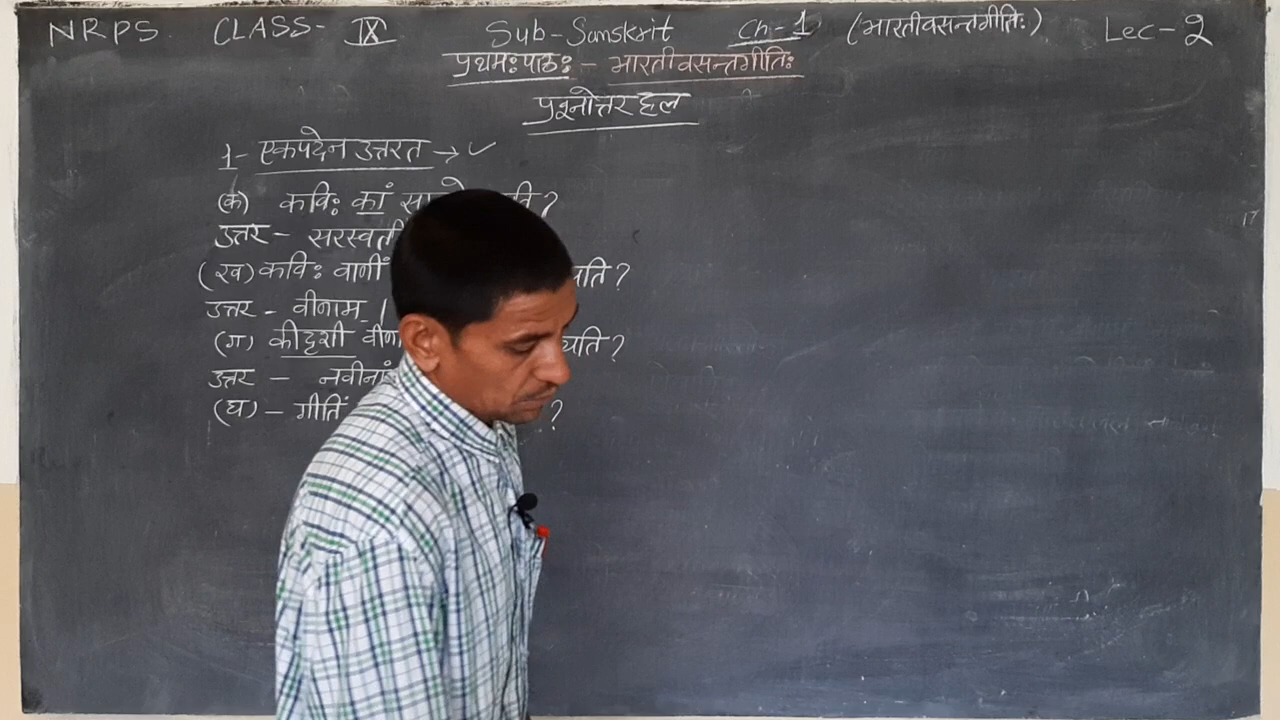 NRPS. CLASS- IX Sub-Sanskrit Ch-1 (भारतीवसन्तगीतिः) Lec-2
प्रथमःपाठः - भारतीवसन्तगीतिः
प्रश्नोत्तर हल
1- एकपदेन उत्तरत → ✓
(क) कविः कां ?
उत्तर - सरस्वती
(ख) कविः वाणीं ?
उत्तर - वीनाम् ।
(ग) कीदृशी ?
उत्तर - नवीनां
(घ) - गीतिं ?